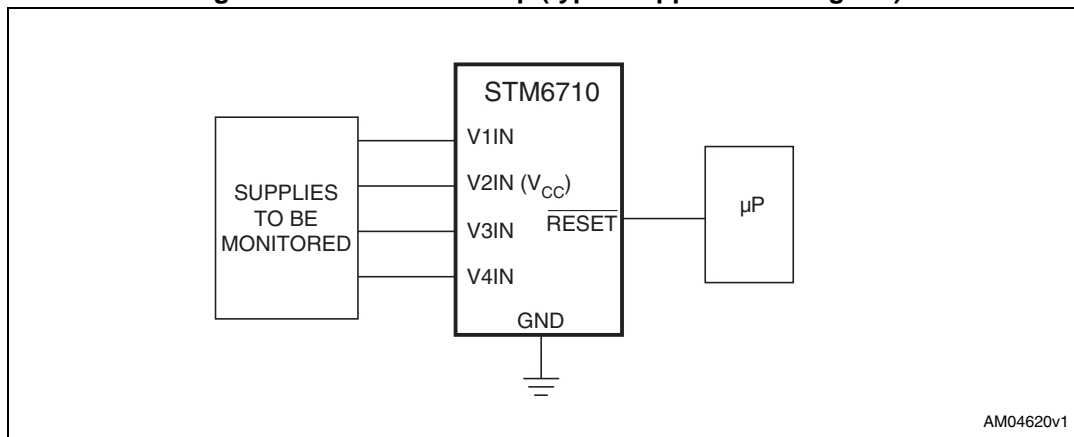 STM6710
V1IN
V2IN (VCC)
V3IN
V4IN
RESET
GND
SUPPLIES
TO BE
MONITORED
µP
AM04620v1